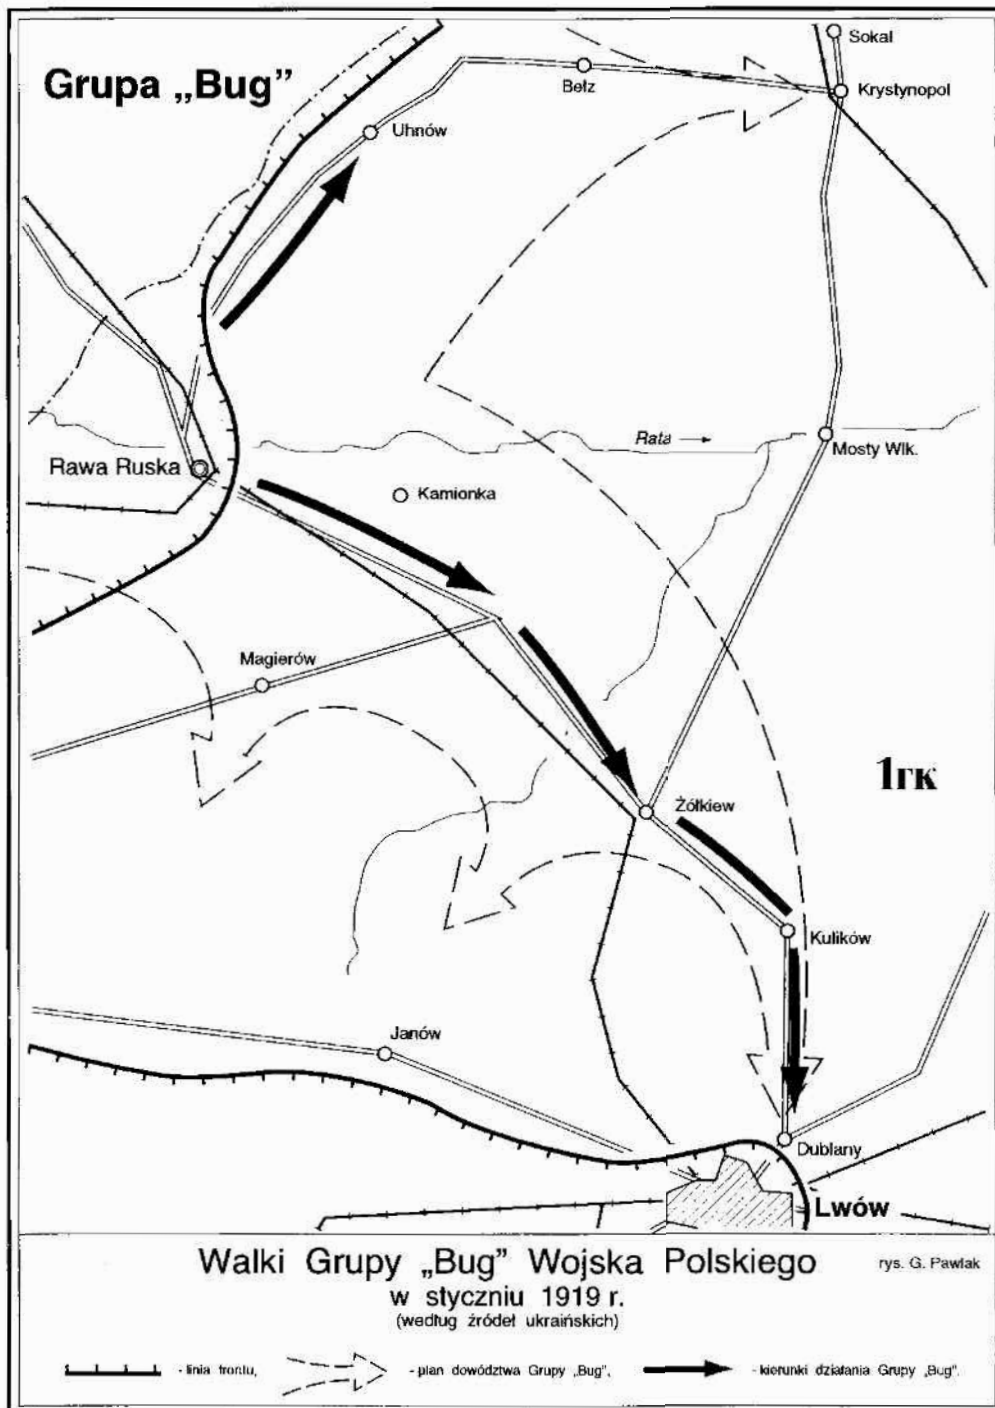 Grupa „Bug”
Sokal
Bełz
Krystynopol
Uhnów
Rata →
Mosty Wlk.
Rawa Ruska
Kamionka
Magierów
1ГК
Żółkiew
Kulików
Janów
Dublany
Lwów
Walki Grupy „Bug” Wojska Polskiego
rys. G. Pawlak
w styczniu 1919 r.
(według źródeł ukraińskich)
- linia frontu,
- plan dowództwa Grupy „Bug”,
- kierunki działania Grupy „Bug”.